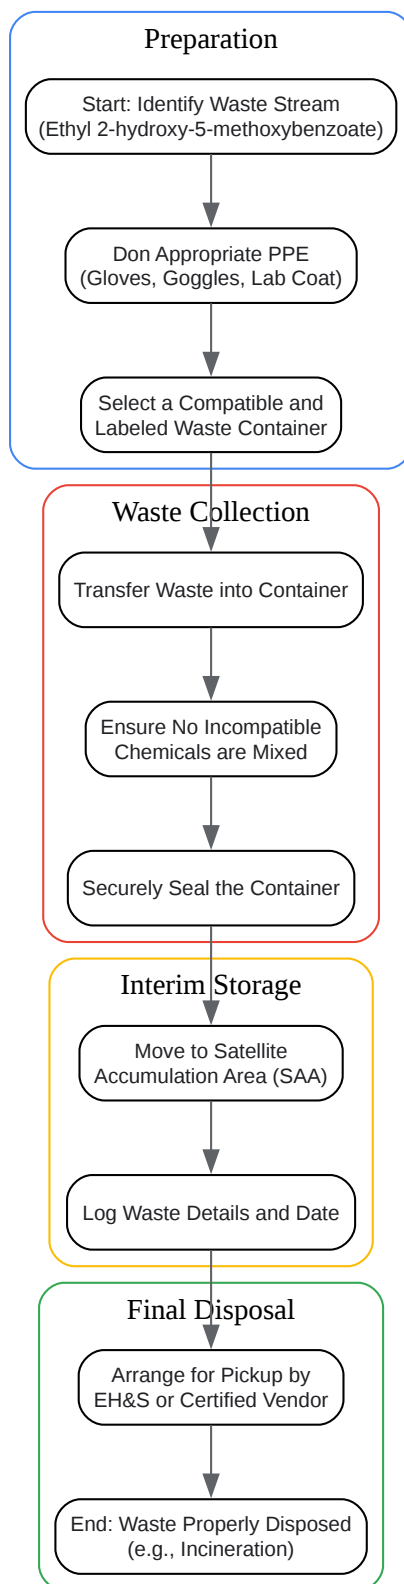 Preparation
Start: Identify Waste Stream
(Ethyl 2-hydroxy-5-methoxybenzoate)
Don Appropriate PPE
(Gloves, Goggles, Lab Coat)
Select a Compatible and
Labeled Waste Container
Waste Collection
Transfer Waste into Container
Ensure No Incompatible
Chemicals are Mixed
Securely Seal the Container
Interim Storage
Move to Satellite
Accumulation Area (SAA)
Log Waste Details and Date
Final Disposal
Arrange for Pickup by
EH&S or Certified Vendor
End: Waste Properly Disposed
(e.g., Incineration)